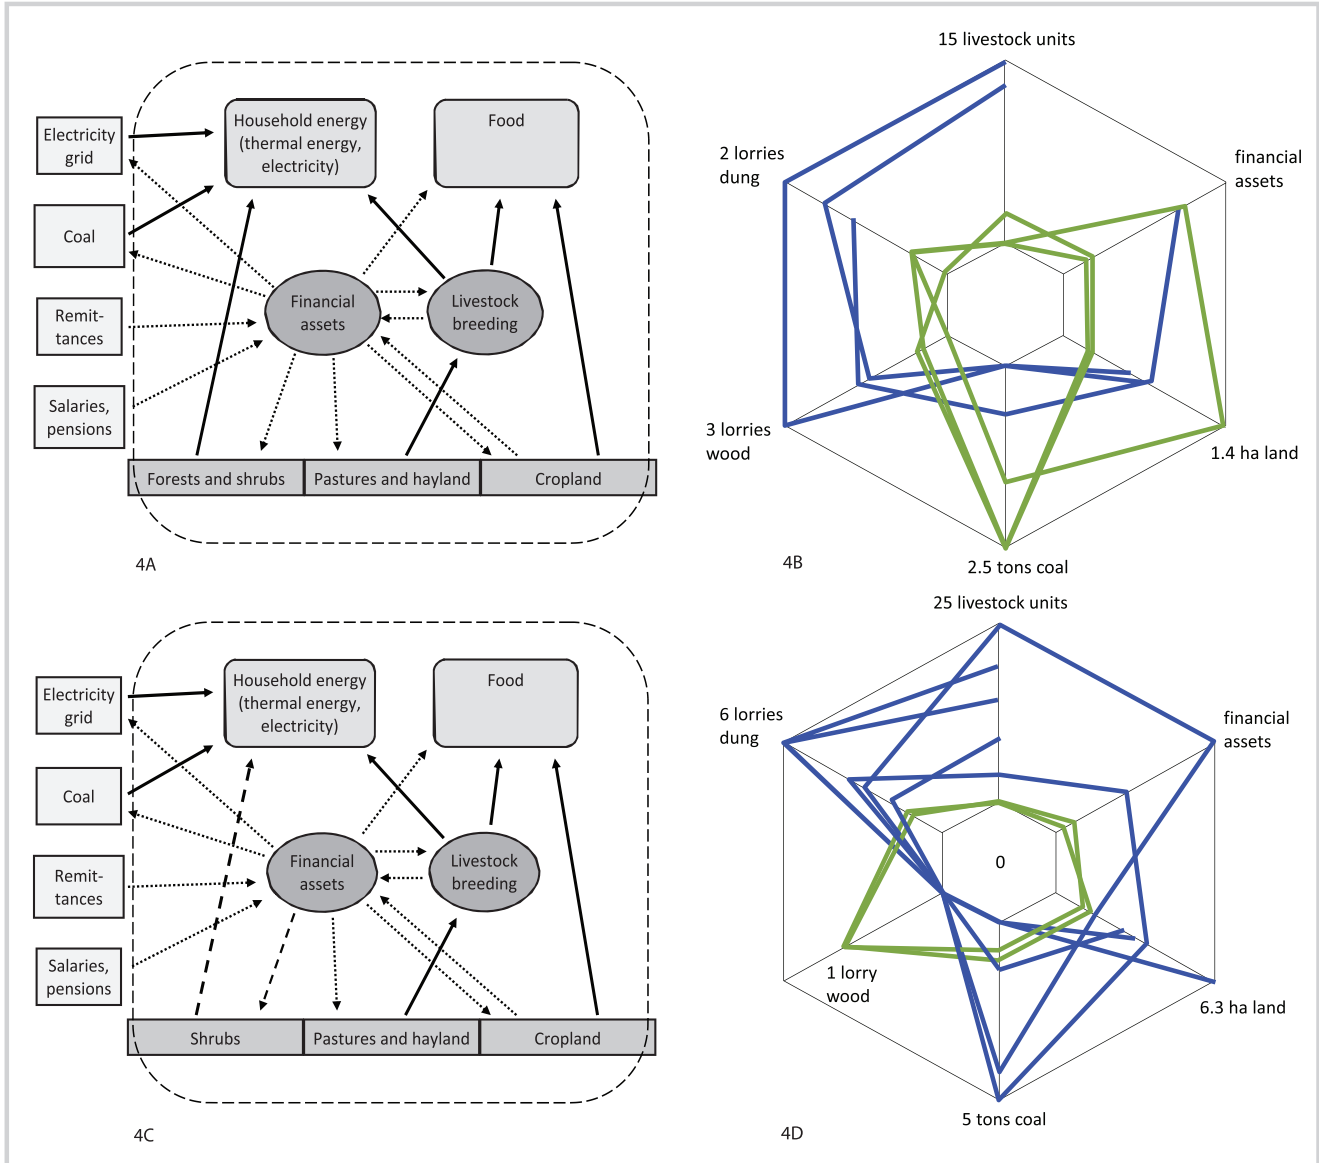 Electricity
grid
Coal
Remit-
tances
Salaries,
pensions
Household energy
(thermal energy,
electricity)
Food
Financial
assets
Livestock
breeding
Forests and shrubs
Pastures and hayland
Cropland
4A
15 livestock units
2 lorries
dung
financial
assets
3 lorries
wood
1.4 ha land
2.5 tons coal
4B
Electricity
grid
Coal
Remit-
tances
Salaries,
pensions
Household energy
(thermal energy,
electricity)
Food
Financial
assets
Livestock
breeding
Shrubs
Pastures and hayland
Cropland
4C
25 livestock units
6 lorries
dung
financial
assets
0
1 lorry
wood
6.3 ha land
5 tons coal
4D